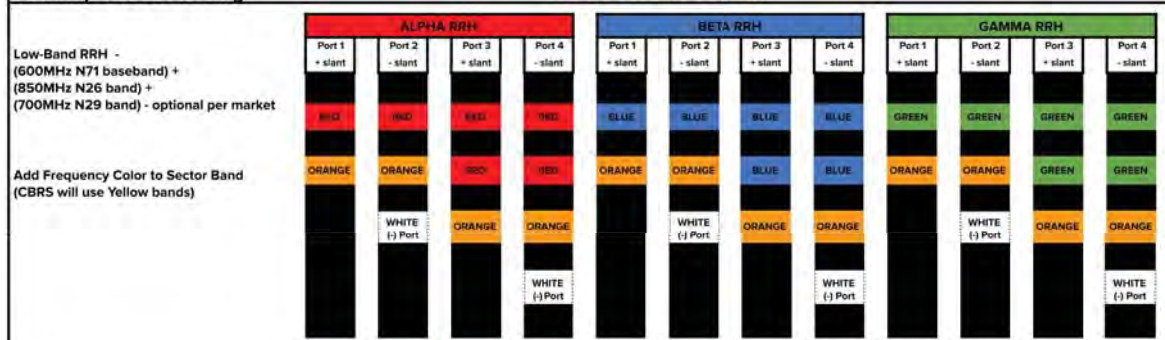 ALPHA RRH BETA RRH GAMMA RRH
Port 1 Port 2 Port 3 Port 4 Port 1 Port 2 Port 3 Port 4 Port 1 Port 2 Port 3 Port 4
+ slant - slant + slant - slant + slant - slant + slant - slant + slant - slant + slant - slant
Low-Band RRH -
(600MHz N71 baseband) +
(850MHz N26 band) +
(700MHz N29 band) - optional per market
RED RED RED RED BLUE BLUE BLUE BLUE GREEN GREEN GREEN GREEN
Add Frequency Color to Sector Band
(CBRS will use Yellow bands)
ORANGE ORANGE RED RED ORANGE ORANGE BLUE BLUE ORANGE ORANGE GREEN GREEN
WHITE ORANGE ORANGE WHITE ORANGE ORANGE WHITE ORANGE ORANGE
(-) Port (-) Port (-) Port
WHITE WHITE WHITE
(-) Port (-) Port (-) Port